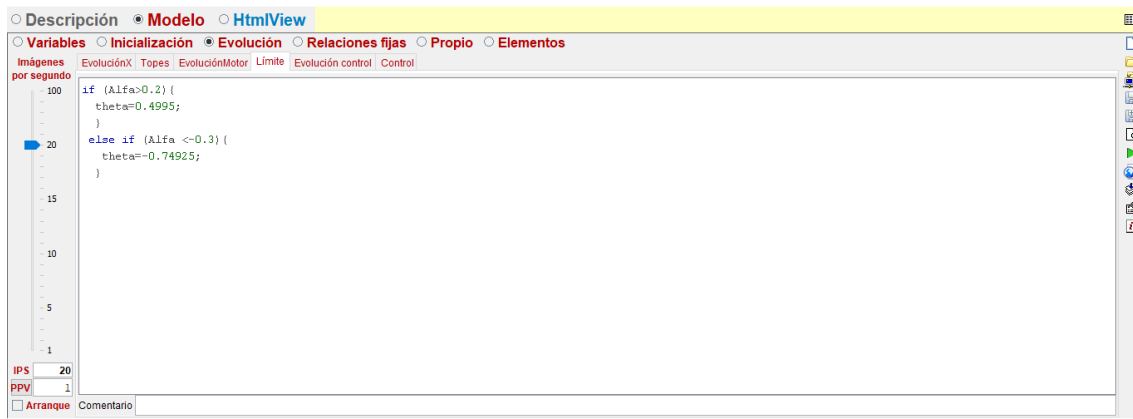 Descripción Modelo HtmlView
Variables Inicialización Evolución Relaciones fijas Propio Elementos
Imágenes
por segundo
EvoluciónX Topes EvoluciónMotor Límite Evolución control Control
100
20
15
10
5
1
if (Alfa>0.2){
theta=0.4995;
}
else if (Alfa <-0.3){
theta=-0.74925;
}
IPS 20
PPV 1
Arranque Comentario